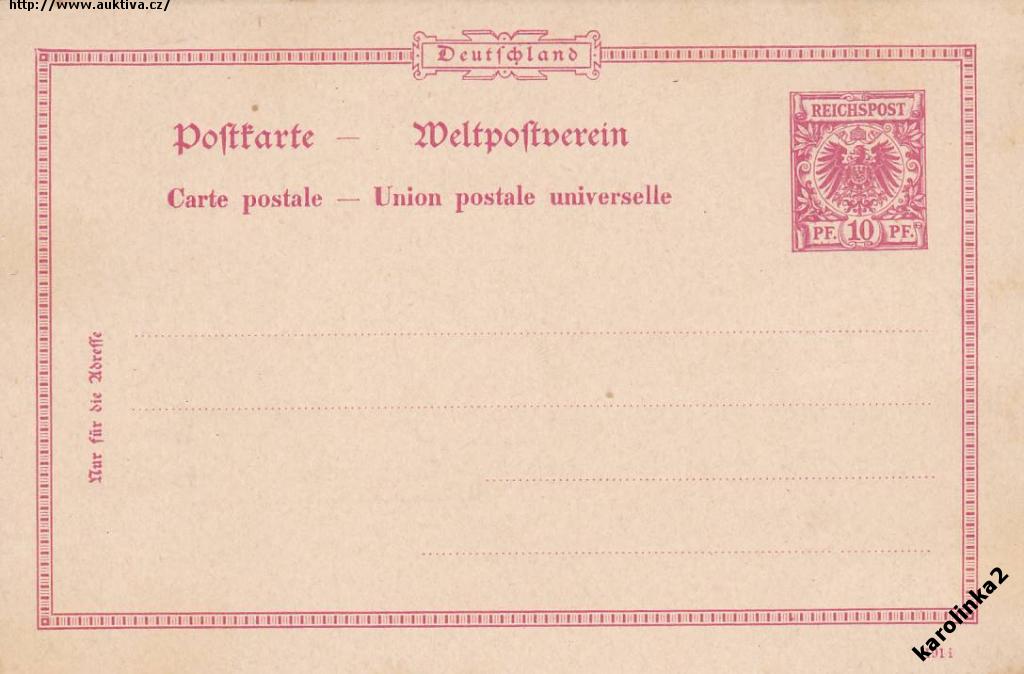 http://www.auktiva.cz/
Deutſchland
Poſtkarte — Weltpoſtverein
Carte postale — Union postale universelle
REICHSPOST
PF. 10 PF.
Nur für die Adreſſe
karolinka2